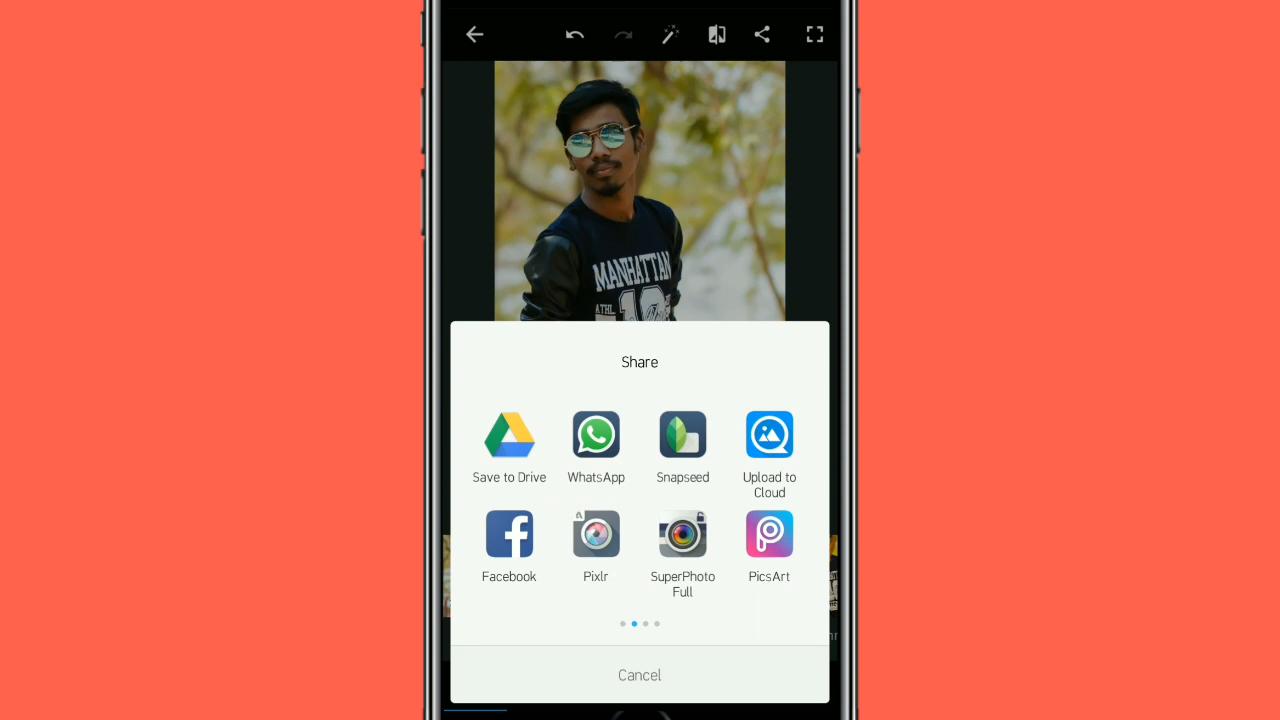 MANHATTAN
ATHL
Share
Save to Drive
WhatsApp
Snapseed
Upload to
Cloud
Facebook
Pixlr
SuperPhoto
Full
PicsArt
Cancel